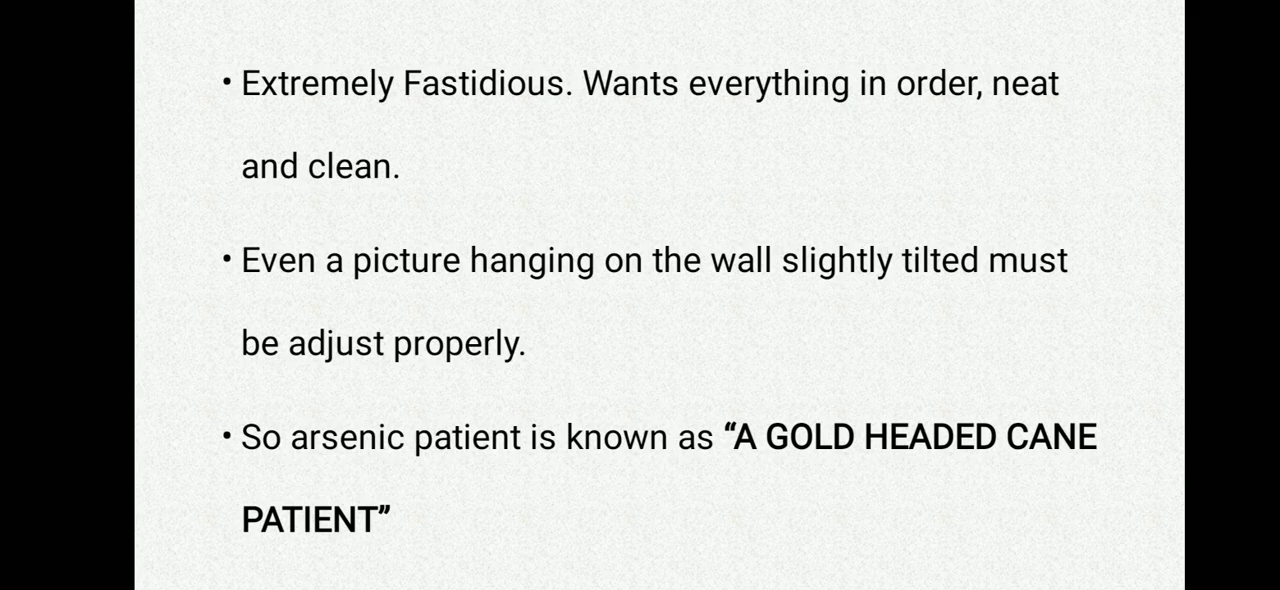 • Extremely Fastidious. Wants everything in order, neat
and clean.
• Even a picture hanging on the wall slightly tilted must
be adjust properly.
• So arsenic patient is known as “A GOLD HEADED CANE
PATIENT”